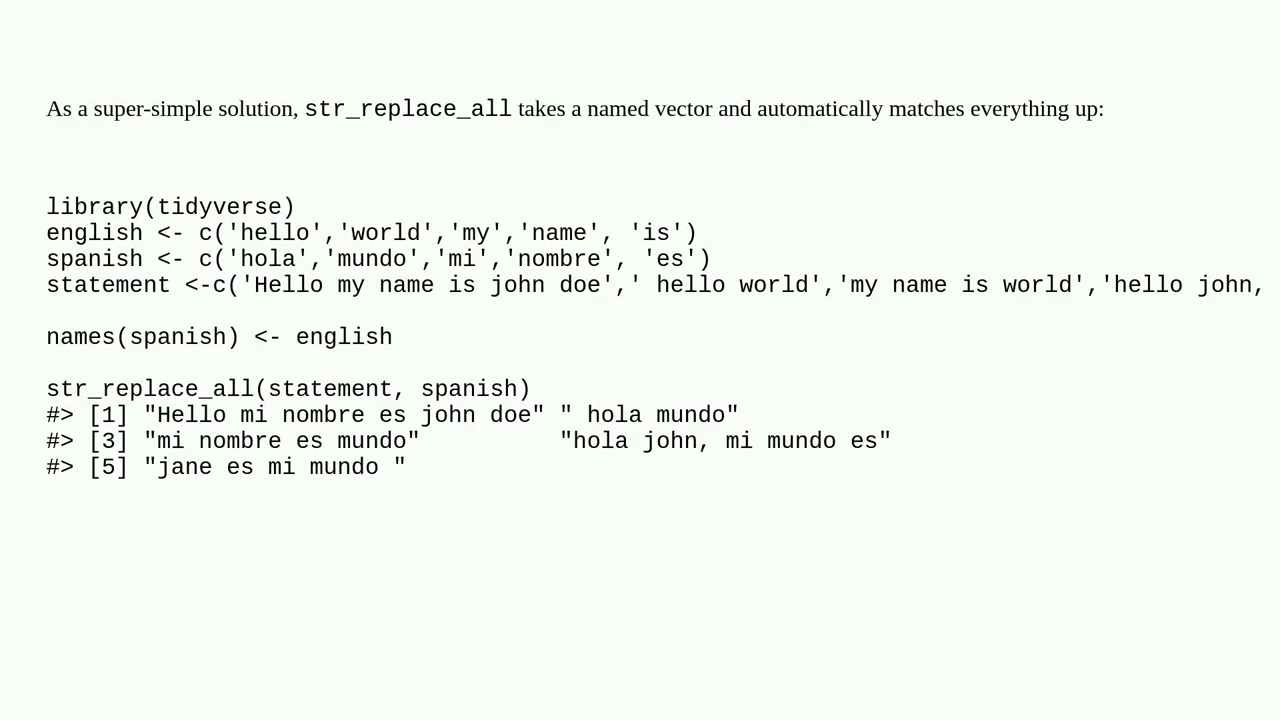 As a super-simple solution, str_replace_all takes a named vector and automatically matches everything up:
library(tidyverse)
english <- c('hello','world','my','name', 'is')
spanish <- c('hola','mundo','mi','nombre', 'es')
statement <-c('Hello my name is john doe',' hello world','my name is world','hello john,
names(spanish) <- english
str_replace_all(statement, spanish)
#> [1] "Hello mi nombre es john doe" " hola mundo"
#> [3] "mi nombre es mundo"          "hola john, mi mundo es"
#> [5] "jane es mi mundo "